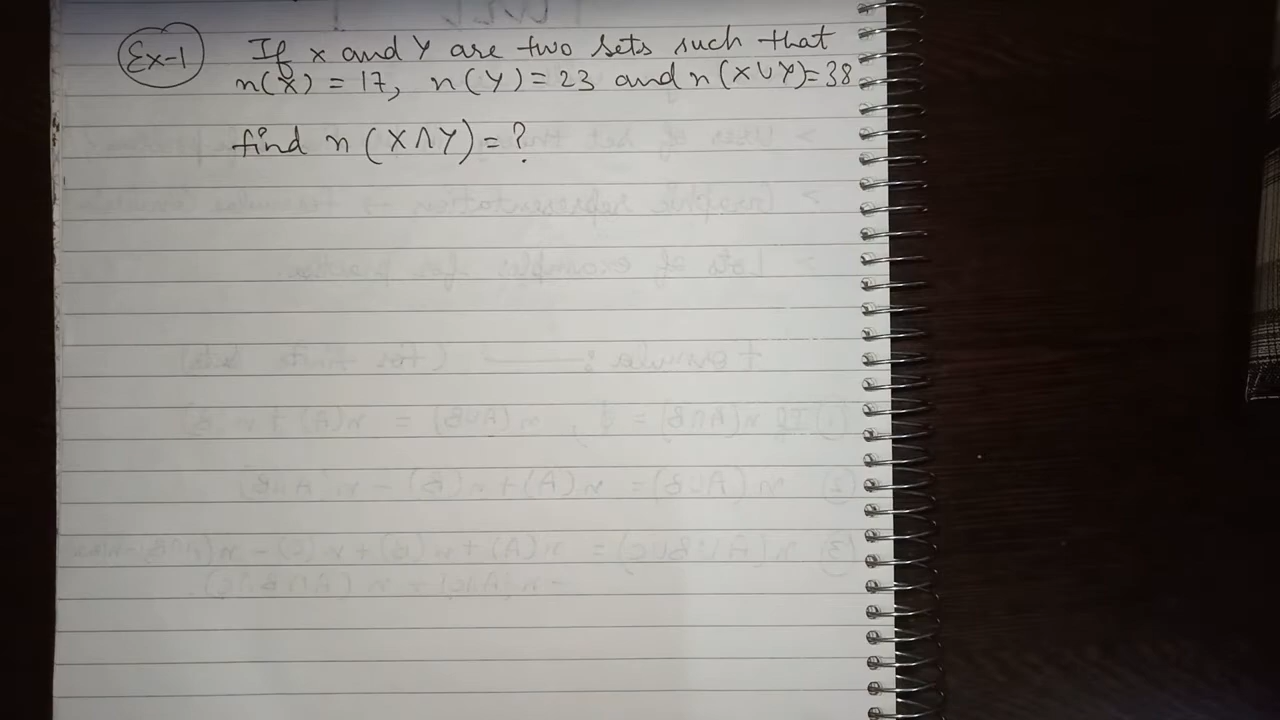 Ex-1 If X and Y are two sets such that
n(X) = 17, n(Y) = 23 and n(X∪Y)=38
find n(X∩Y)=?